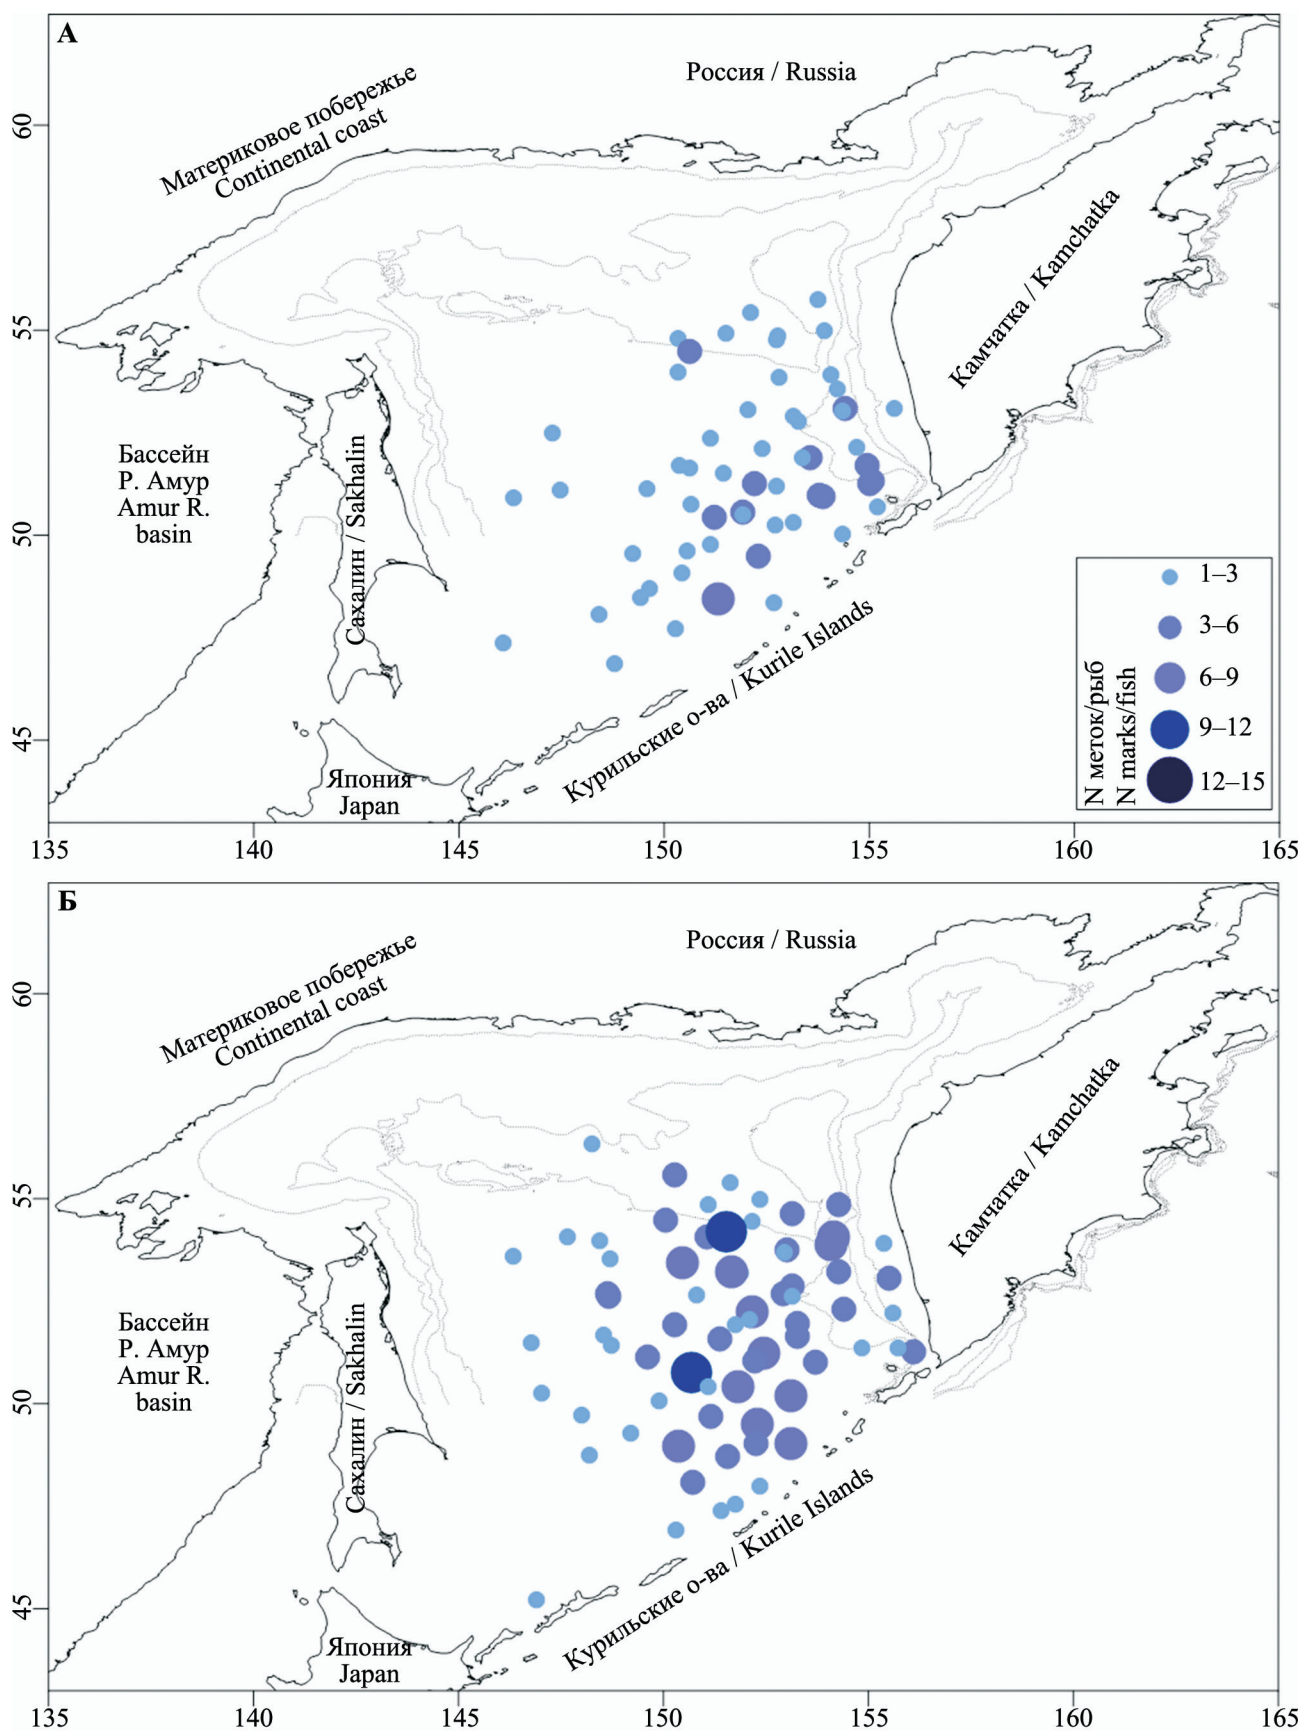 А
Россия / Russia
Материковое побережье
Continental coast
60
Камчатка / Kamchatka
55
Бассейн
Р. Амур
Amur R.
basin
Сахалин / Sakhalin
50
1–3
3–6
6–9
9–12
12–15
N меток/рыб
N marks/fish
Курильские о-ва / Kurile Islands
45
Япония
Japan
135 140 145 150 155 160 165
Б
Россия / Russia
Материковое побережье
Continental coast
60
Камчатка / Kamchatka
55
Бассейн
Р. Амур
Amur R.
basin
Сахалин / Sakhalin
50
Курильские о-ва / Kurile Islands
45
Япония
Japan
135 140 145 150 155 160 165